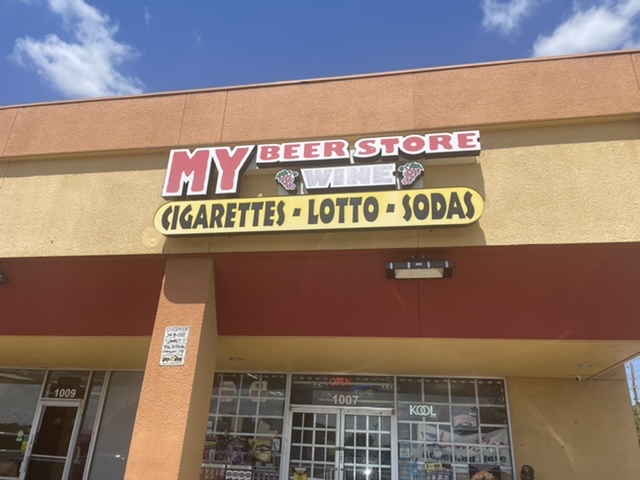 MY BEER STORE
WINE
CIGARETTES - LOTTO - SODAS
OPEN
1009
1007
KOOL